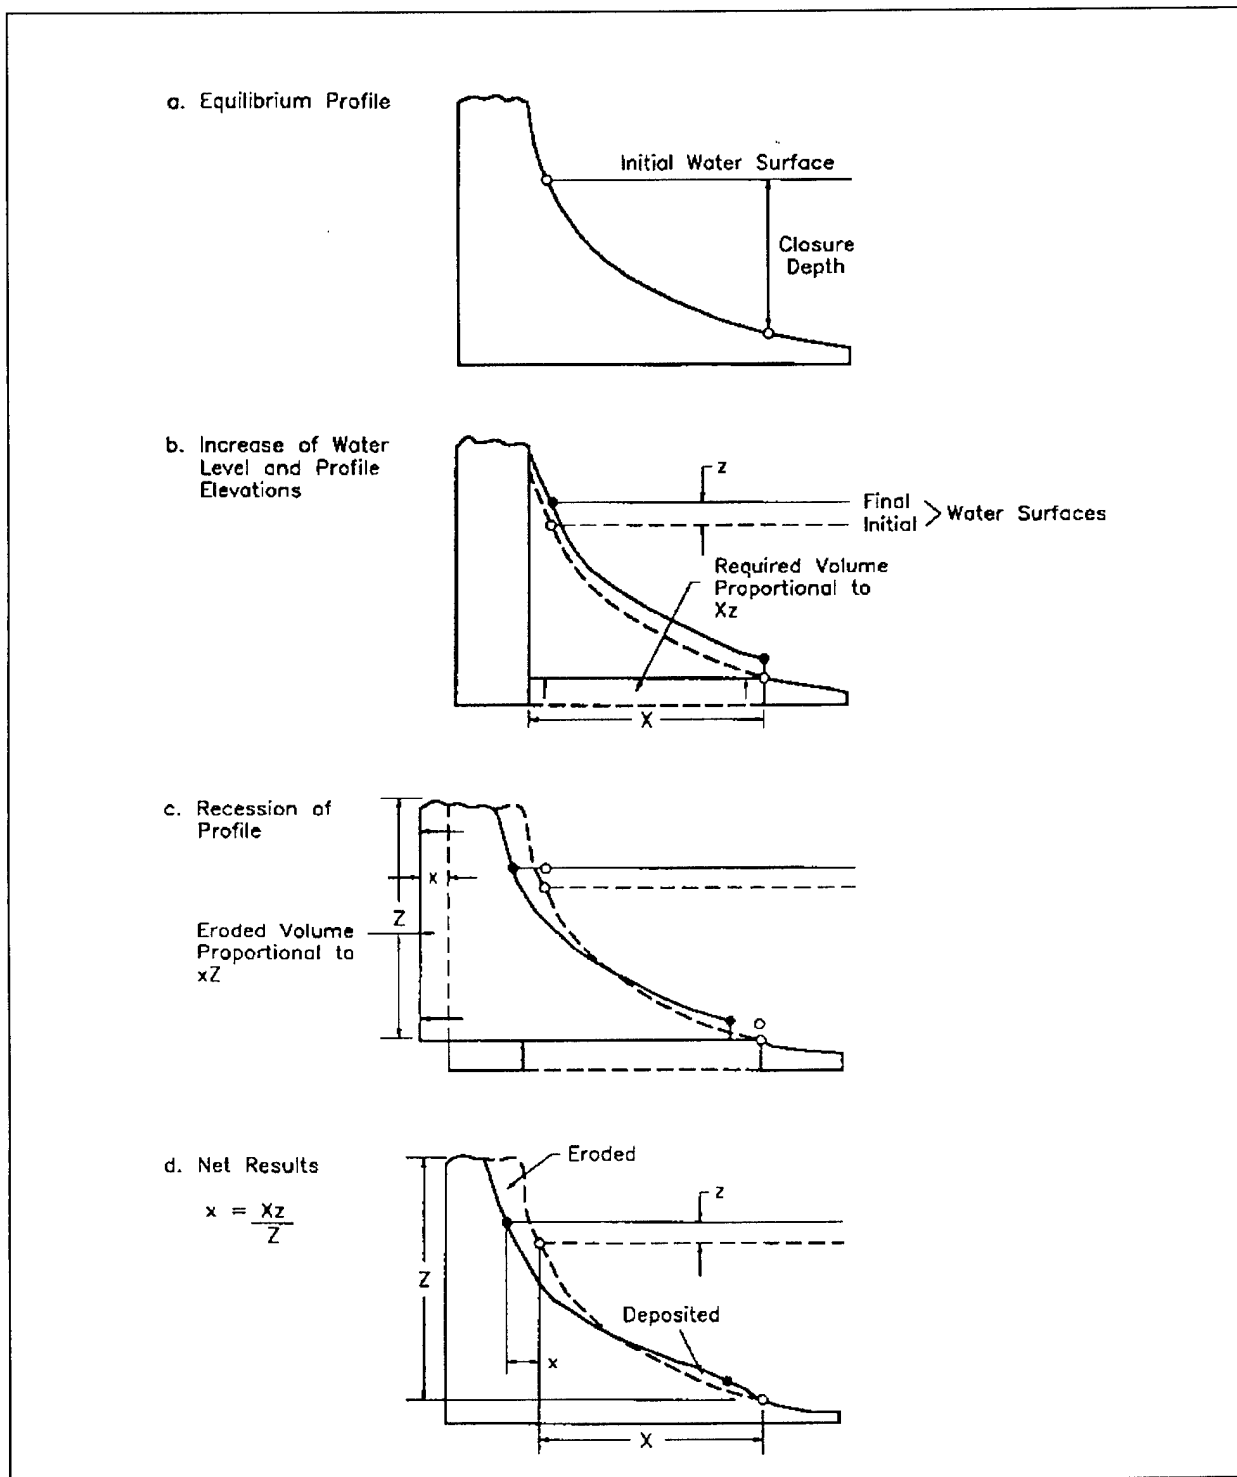 a. Equilibrium Profile
Initial Water Surface
Closure
Depth
b. Increase of Water
Level and Profile
Elevations
z
Final
Initial
Water Surfaces
Required Volume
Proportional to
Xz
X
c. Recession of
Profile
x
Z
Eroded Volume
Proportional to
xZ
d. Net Results
x = Xz
Z
Eroded
z
Z
Deposited
x
X